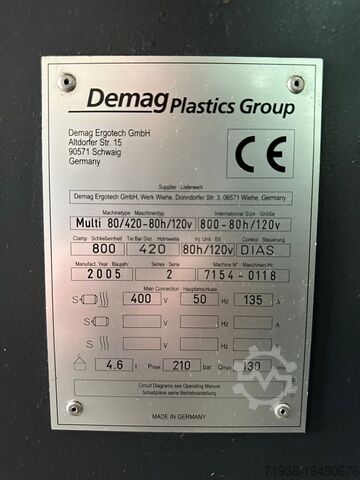 Demag Plastics Group
Demag Ergotech GmbH
Altdorfer Str. 15
90571 Schwaig
Germany
CE
Supplier · Lieferwerk
Demag Ergotech GmbH, Werk Wiehe, Donndorfer Str. 3, 06571 Wiehe, Germany
Machinetype · Maschinentyp International Size · Größe
Multi 80/420-80h/120v 800-80h/120v
Clamp · Schließeinheit Tie Bar Dist. · Holmweite Inj. Unit · E/E Control · Steuerung
800 420 80h/120v DIAS
Manufact. Year · Baujahr Series · Serie Machine N° · Maschinen-Nr.
2005 2 7154-0118
Main Connection · Hauptanschluss
S 400 V 50 Hz 135 A
S V Hz A
S V Hz A
4.6 t Pmax 210 bar Qmax 130
Circuit Diagrams see Operating Manual
Schaltpläne siehe Betriebsanleitung
MADE IN GERMANY
71938-19490676